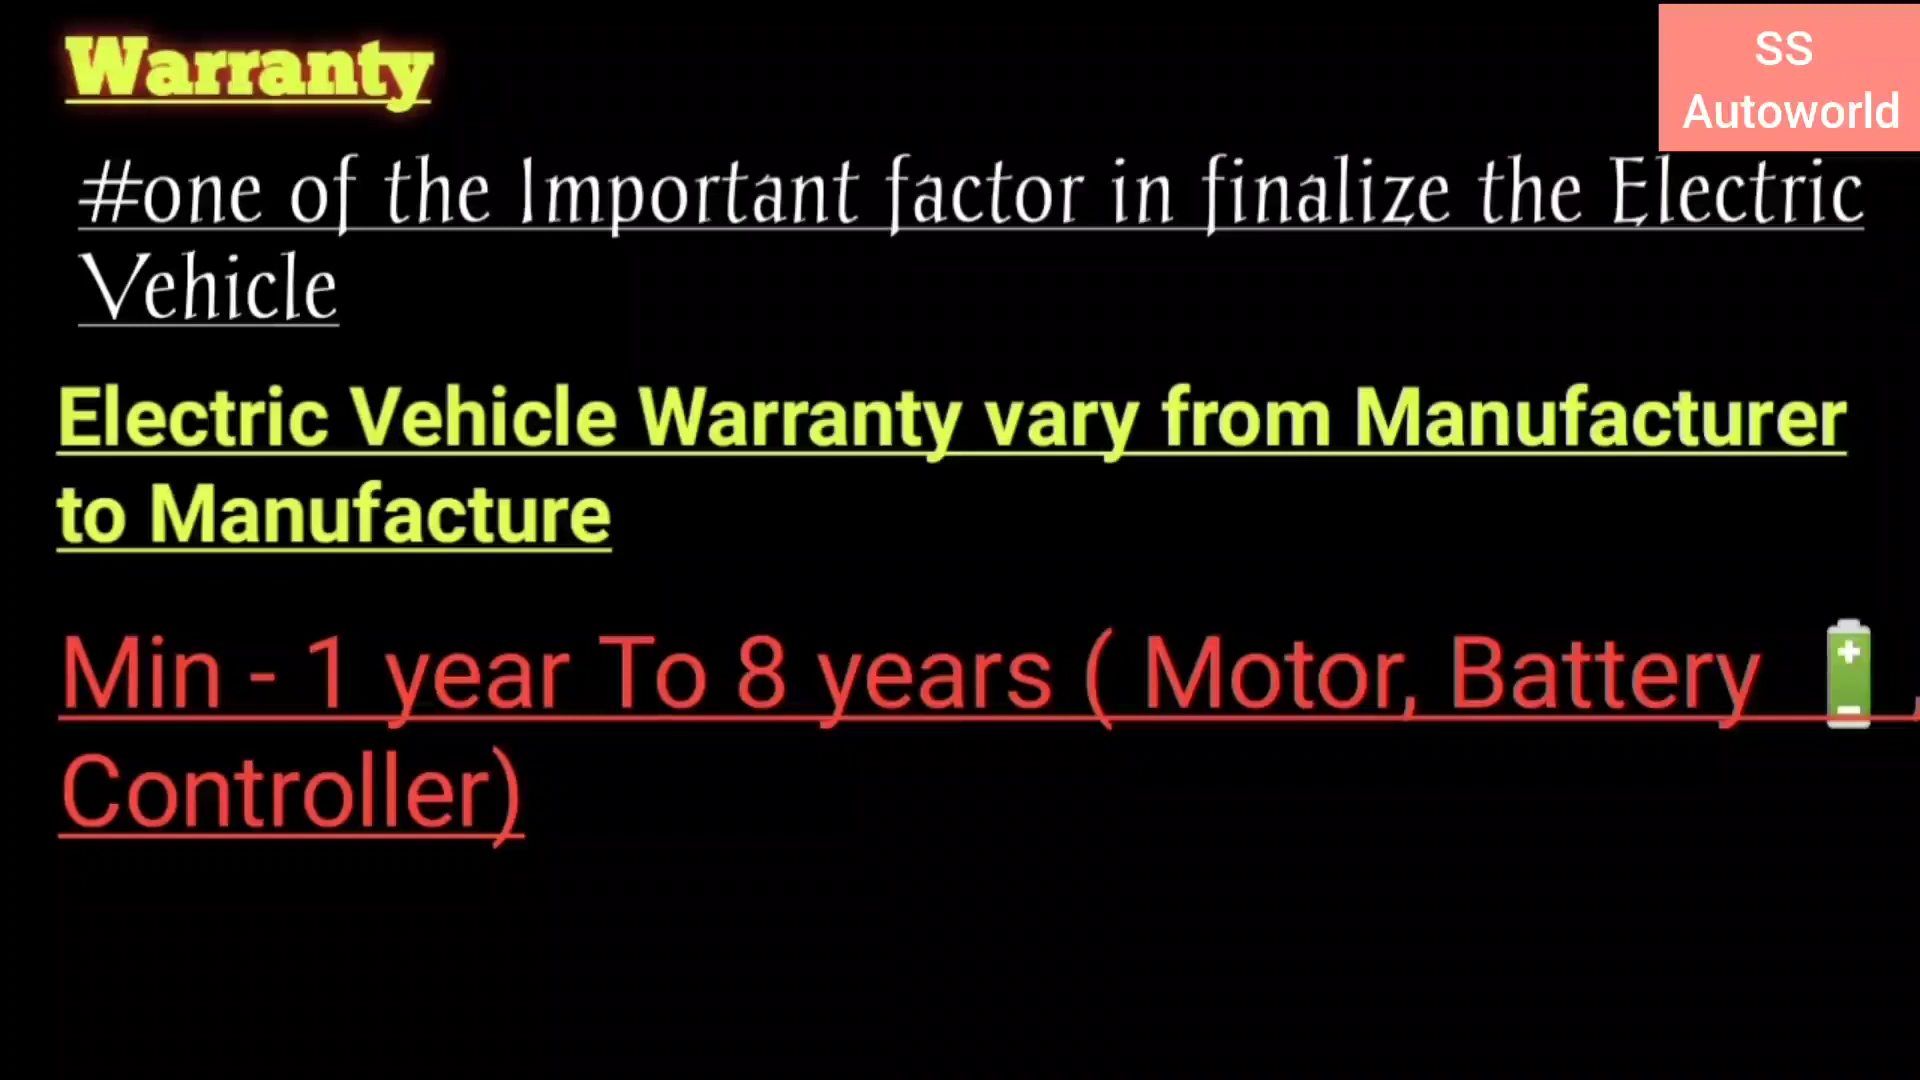 Warranty
SS
Autoworld
#one of the Important factor in finalize the Electric
Vehicle
Electric Vehicle Warranty vary from Manufacturer
to Manufacture
Min - 1 year To 8 years ( Motor, Battery 🔋 ,
Controller)